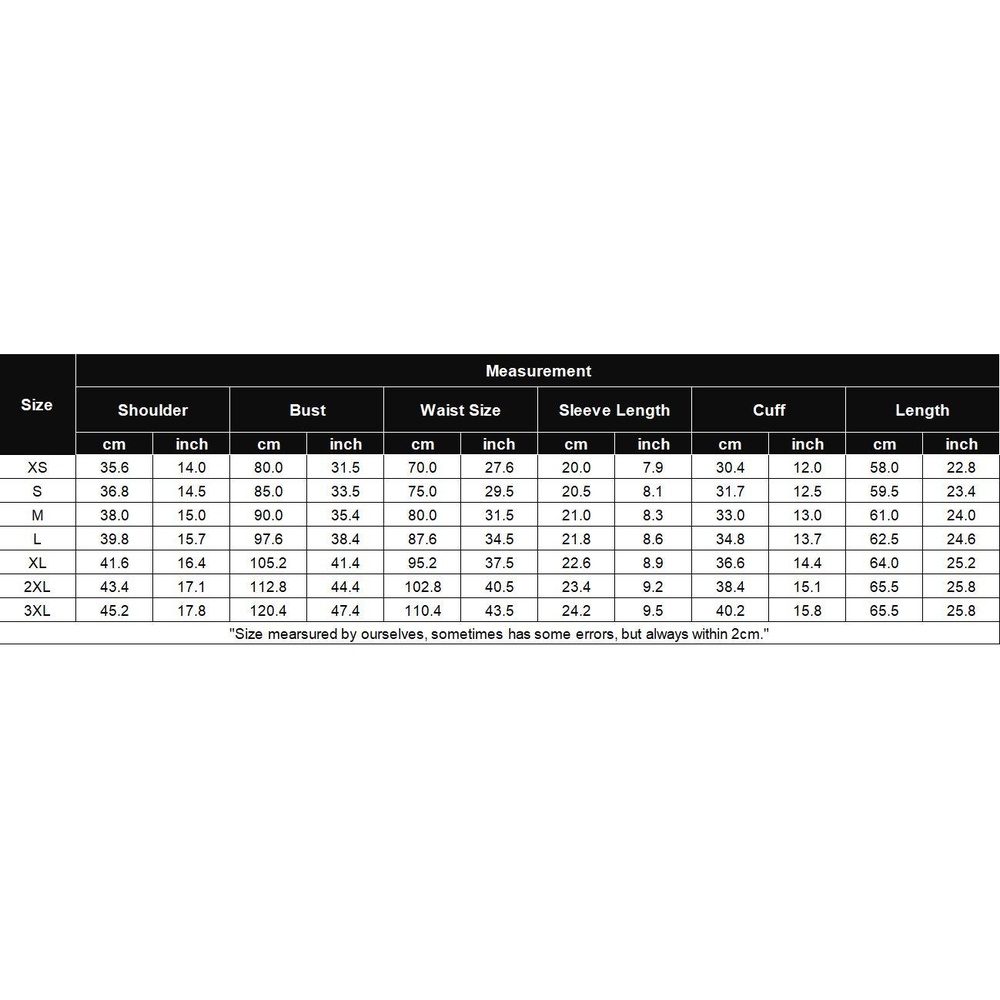 Size
Measurement
Shoulder Bust Waist Size Sleeve Length Cuff Length
cm inch cm inch cm inch cm inch cm inch cm inch
XS 35.6 14.0 80.0 31.5 70.0 27.6 20.0 7.9 30.4 12.0 58.0 22.8
S 36.8 14.5 85.0 33.5 75.0 29.5 20.5 8.1 31.7 12.5 59.5 23.4
M 38.0 15.0 90.0 35.4 80.0 31.5 21.0 8.3 33.0 13.0 61.0 24.0
L 39.8 15.7 97.6 38.4 87.6 34.5 21.8 8.6 34.8 13.7 62.5 24.6
XL 41.6 16.4 105.2 41.4 95.2 37.5 22.6 8.9 36.6 14.4 64.0 25.2
2XL 43.4 17.1 112.8 44.4 102.8 40.5 23.4 9.2 38.4 15.1 65.5 25.8
3XL 45.2 17.8 120.4 47.4 110.4 43.5 24.2 9.5 40.2 15.8 65.5 25.8
"Size mearsured by ourselves, sometimes has some errors, but always within 2cm."